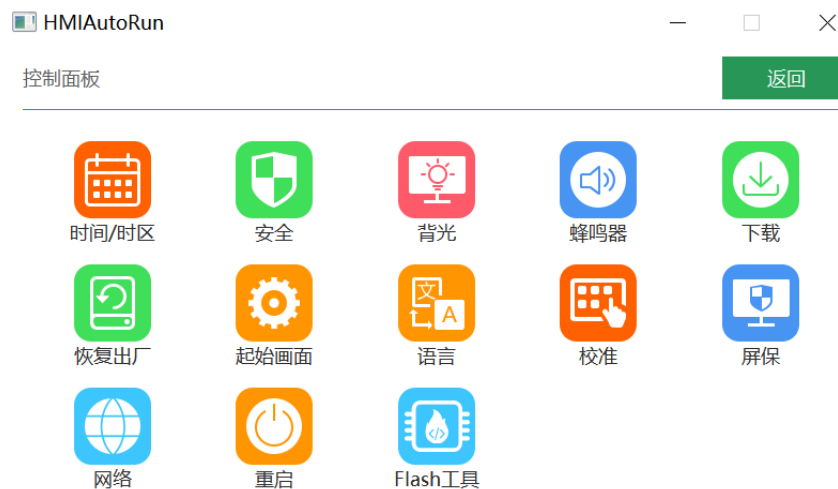 HMIAutoRun
控制面板
返回
时间/时区
安全
背光
蜂鸣器
下载
恢复出厂
起始画面
文
A
语言
校准
屏保
网络
重启
</>
Flash工具